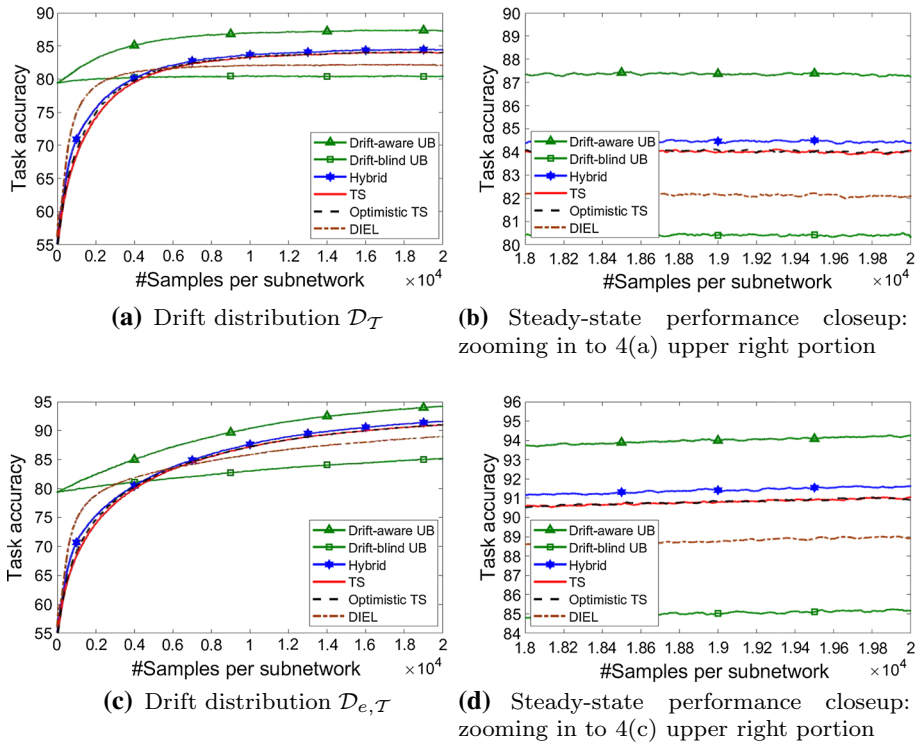 90
85
80
75
70
65
60
55
Task accuracy
0 0.2 0.4 0.6 0.8 1 1.2 1.4 1.6 1.8 2
#Samples per subnetwork ×10⁴
Drift-aware UB
Drift-blind UB
Hybrid
TS
Optimistic TS
DIEL
(a) Drift distribution 𝒟_𝒯
90
89
88
87
86
85
84
83
82
81
80
Task accuracy
1.8 1.82 1.84 1.86 1.88 1.9 1.92 1.94 1.96 1.98 2
#Samples per subnetwork ×10⁴
Drift-aware UB
Drift-blind UB
Hybrid
TS
Optimistic TS
DIEL
(b) Steady-state performance closeup:
zooming in to 4(a) upper right portion
95
90
85
80
75
70
65
60
55
Task accuracy
0 0.2 0.4 0.6 0.8 1 1.2 1.4 1.6 1.8 2
#Samples per subnetwork ×10⁴
Drift-aware UB
Drift-blind UB
Hybrid
TS
Optimistic TS
DIEL
(c) Drift distribution 𝒟_{e,𝒯}
96
95
94
93
92
91
90
89
88
87
86
85
84
Task accuracy
1.8 1.82 1.84 1.86 1.88 1.9 1.92 1.94 1.96 1.98 2
#Samples per subnetwork ×10⁴
Drift-aware UB
Drift-blind UB
Hybrid
TS
Optimistic TS
DIEL
(d) Steady-state performance closeup:
zooming in to 4(c) upper right portion